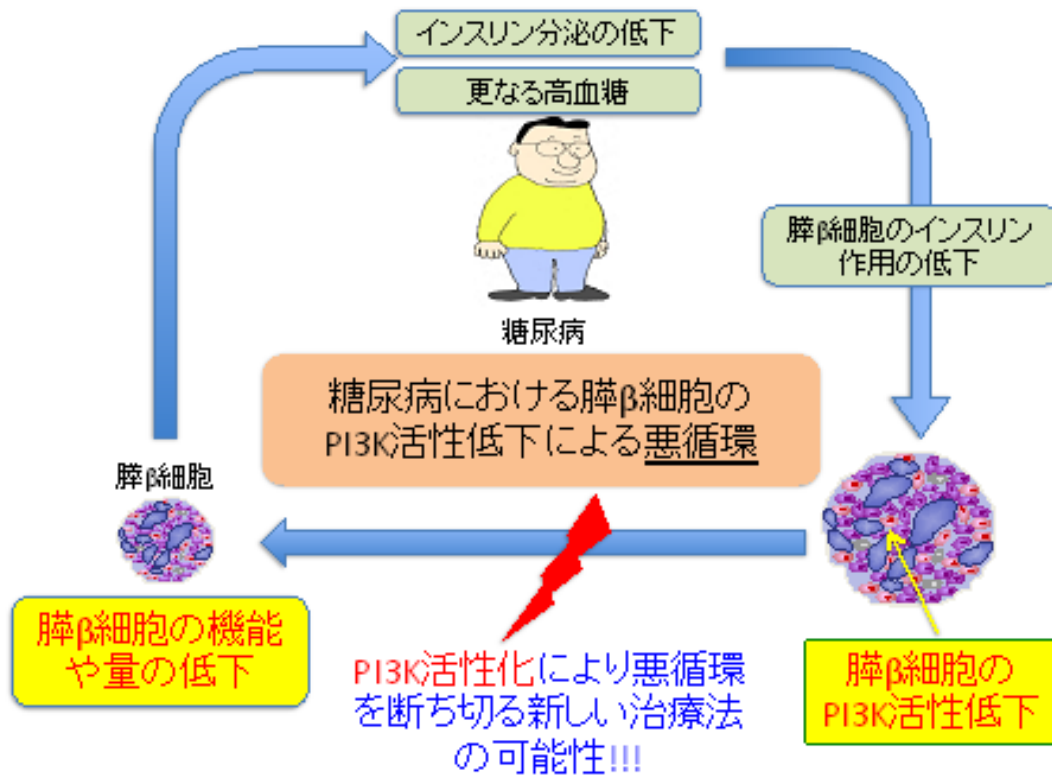 インスリン分泌の低下
更なる高血糖
膵β細胞のインスリン
作用の低下
糖尿病
糖尿病における膵β細胞の
PI3K活性低下による悪循環
膵β細胞
膵β細胞の機能
や量の低下
PI3K活性化により悪循環
を断ち切る新しい治療法
の可能性!!!
膵β細胞の
PI3K活性低下